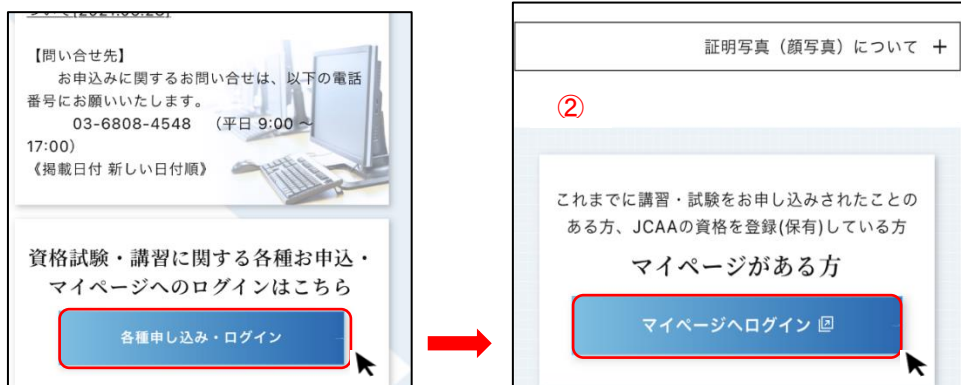 ついて[2021.06.28]
【問い合せ先】
お申込みに関するお問い合せは、以下の電話
番号にお願いいたします。
03-6808-4548 （平日 9:00 ～
17:00）
《掲載日付 新しい日付順》
資格試験・講習に関する各種お申込・
マイページへのログインはこちら
各種申し込み・ログイン
証明写真（顔写真）について ＋
②
これまでに講習・試験をお申し込みされたことの
ある方、JCAAの資格を登録(保有)している方
マイページがある方
マイページへログイン